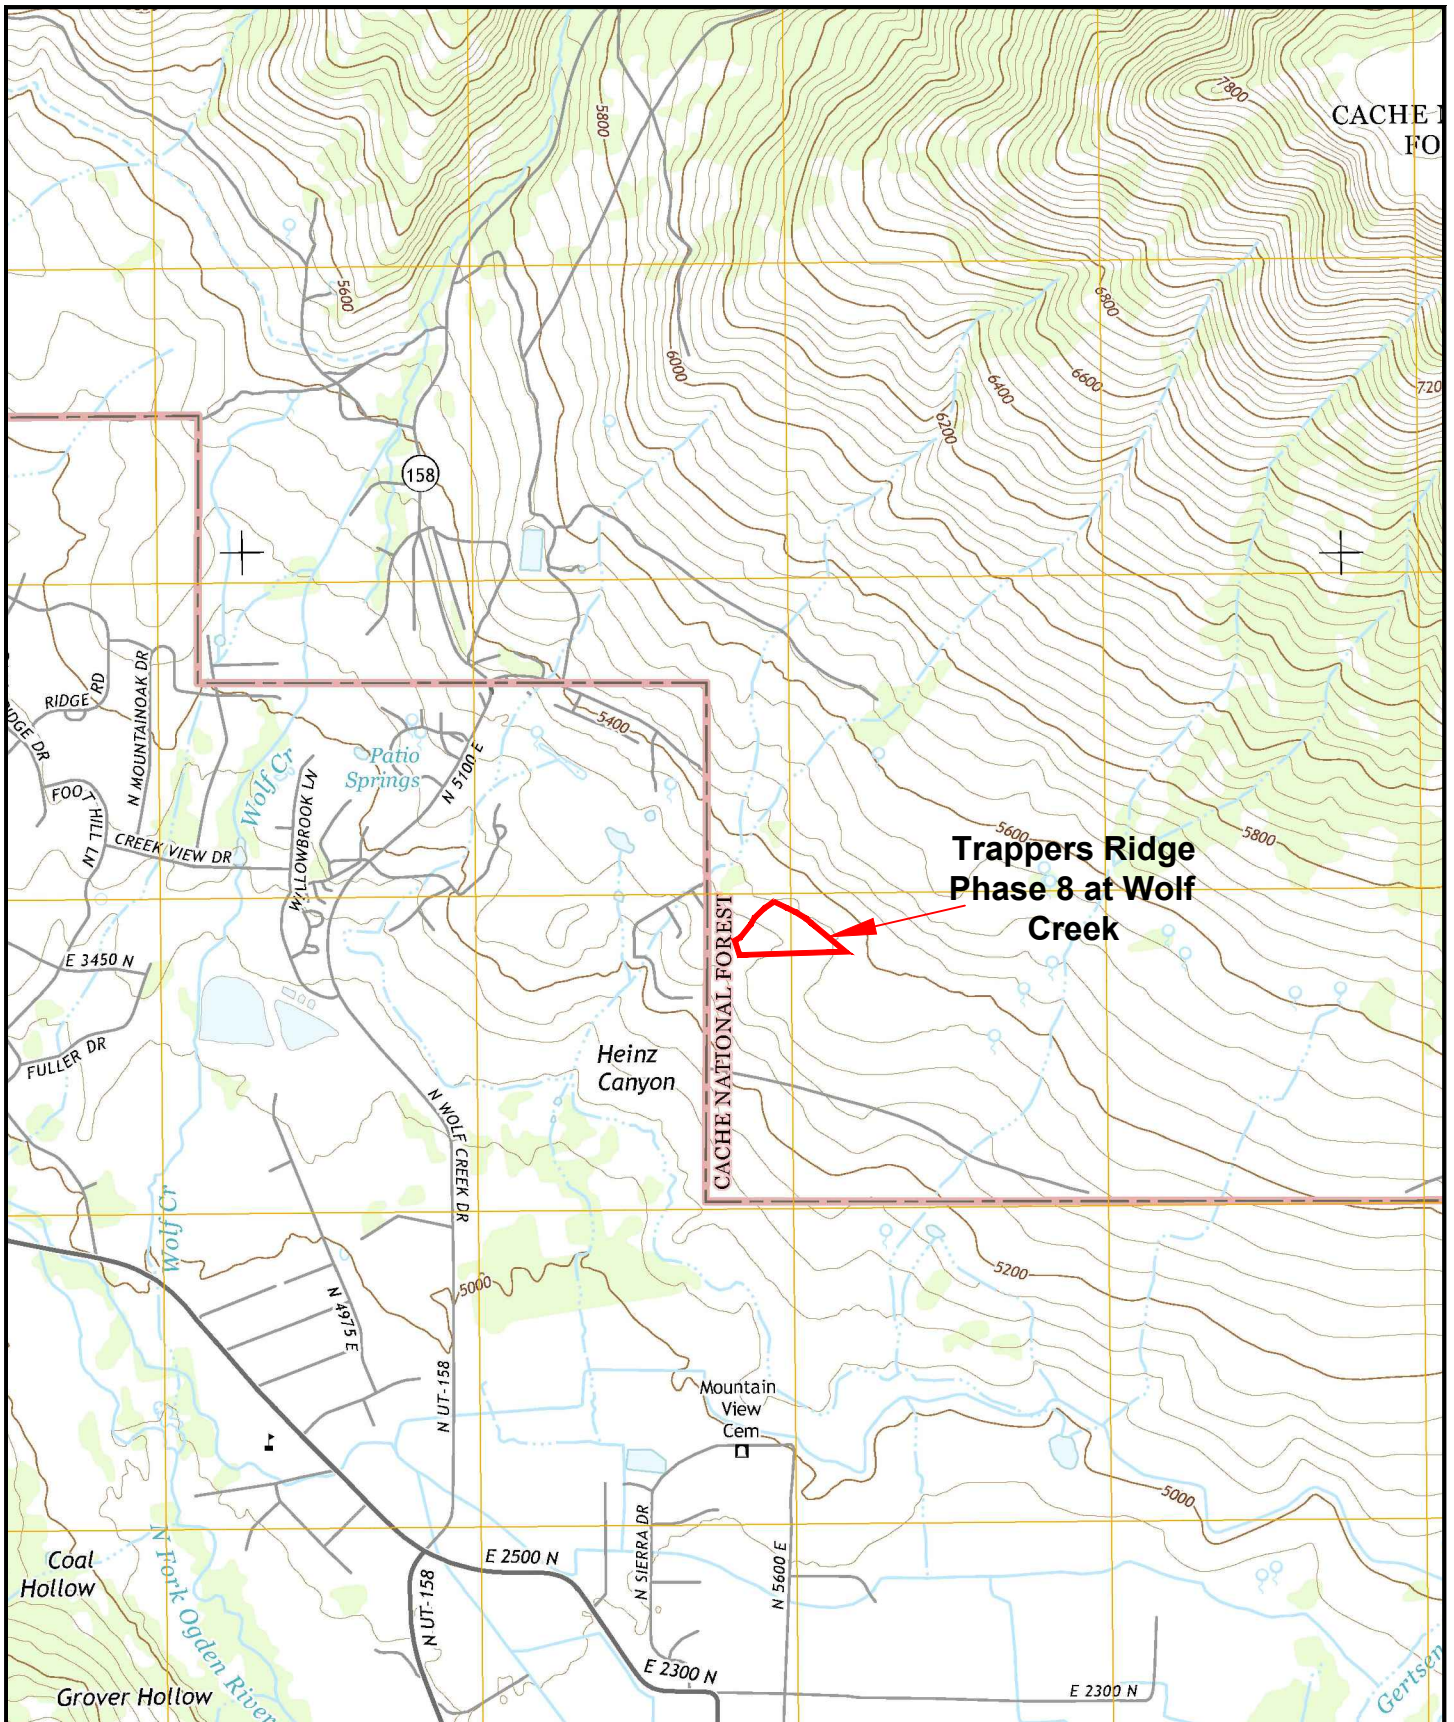 7800
CACHE
FO
5800
5600
6800
6000
6600
6400
720
6200
158
RIDGE RD
N MOUNTAINOAK DR
IDGE DR
5400
Patio
Springs
N 5100 E
Wolf Cr
FOOT HILL LN
WILLOWBROOK LN
CREEK VIEW DR
5600
5800
Trappers Ridge
Phase 8 at Wolf
Creek
CACHE NATIONAL FOREST
E 3450 N
FULLER DR
Heinz
Canyon
N WOLF CREEK DR
Wolf Cr
5200
5000
N 4975 E
N UT-158
Mountain
View
Cem
5000
N SIERRA DR
E 2500 N
N 5600 E
Coal
Hollow
N Fork Ogden River
N UT-158
E 2300 N
E 2300 N
Grover Hollow
Gertsen